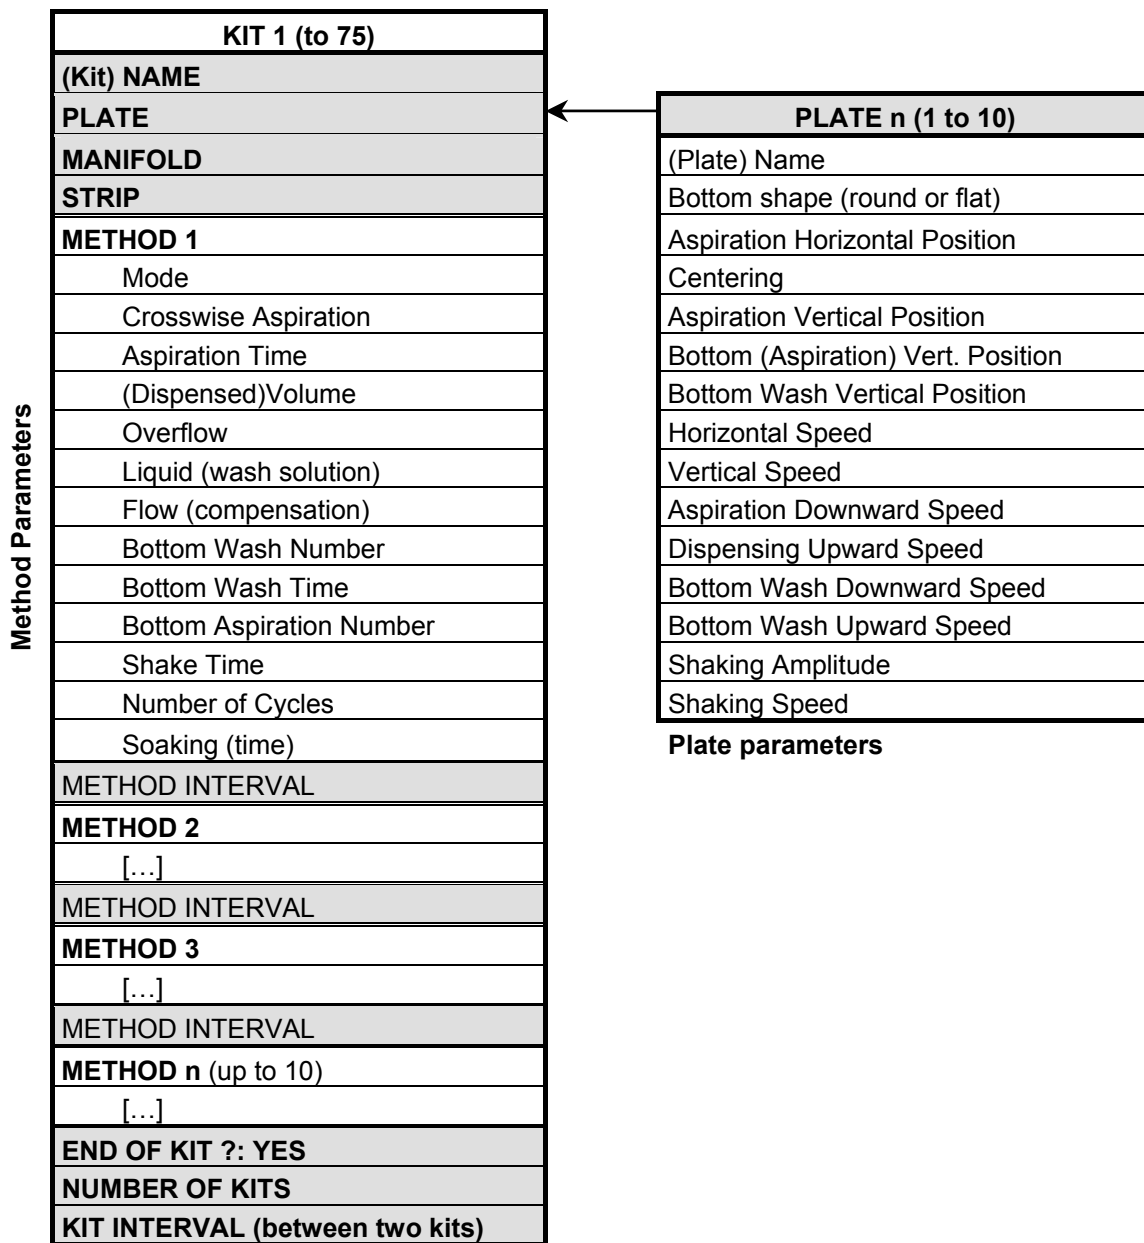 KIT 1 (to 75)
(Kit) NAME
PLATE
MANIFOLD
STRIP
METHOD 1
Mode
Crosswise Aspiration
Aspiration Time
(Dispensed)Volume
Overflow
Liquid (wash solution)
Flow (compensation)
Bottom Wash Number
Bottom Wash Time
Bottom Aspiration Number
Shake Time
Number of Cycles
Soaking (time)
METHOD INTERVAL
METHOD 2
[…]
METHOD INTERVAL
METHOD 3
[…]
METHOD INTERVAL
METHOD n (up to 10)
[…]
END OF KIT ?: YES
NUMBER OF KITS
KIT INTERVAL (between two kits)
Method Parameters
PLATE n (1 to 10)
(Plate) Name
Bottom shape (round or flat)
Aspiration Horizontal Position
Centering
Aspiration Vertical Position
Bottom (Aspiration) Vert. Position
Bottom Wash Vertical Position
Horizontal Speed
Vertical Speed
Aspiration Downward Speed
Dispensing Upward Speed
Bottom Wash Downward Speed
Bottom Wash Upward Speed
Shaking Amplitude
Shaking Speed
Plate parameters